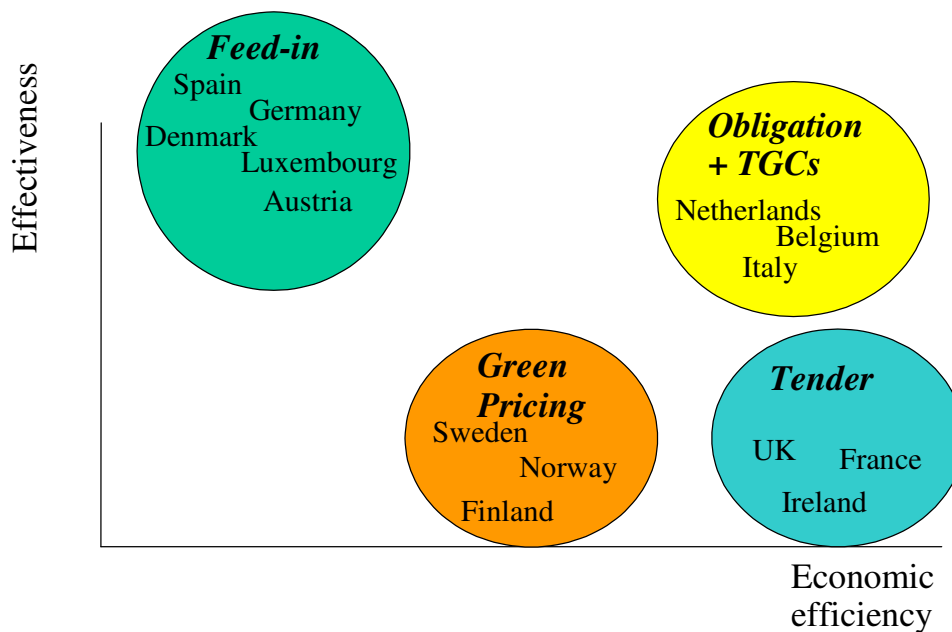 Effectiveness
Feed-in
Spain
Germany
Denmark
Luxembourg
Austria
Obligation
+ TGCs
Netherlands
Belgium
Italy
Green
Pricing
Sweden
Norway
Finland
Tender
UK
France
Ireland
Economic
efficiency